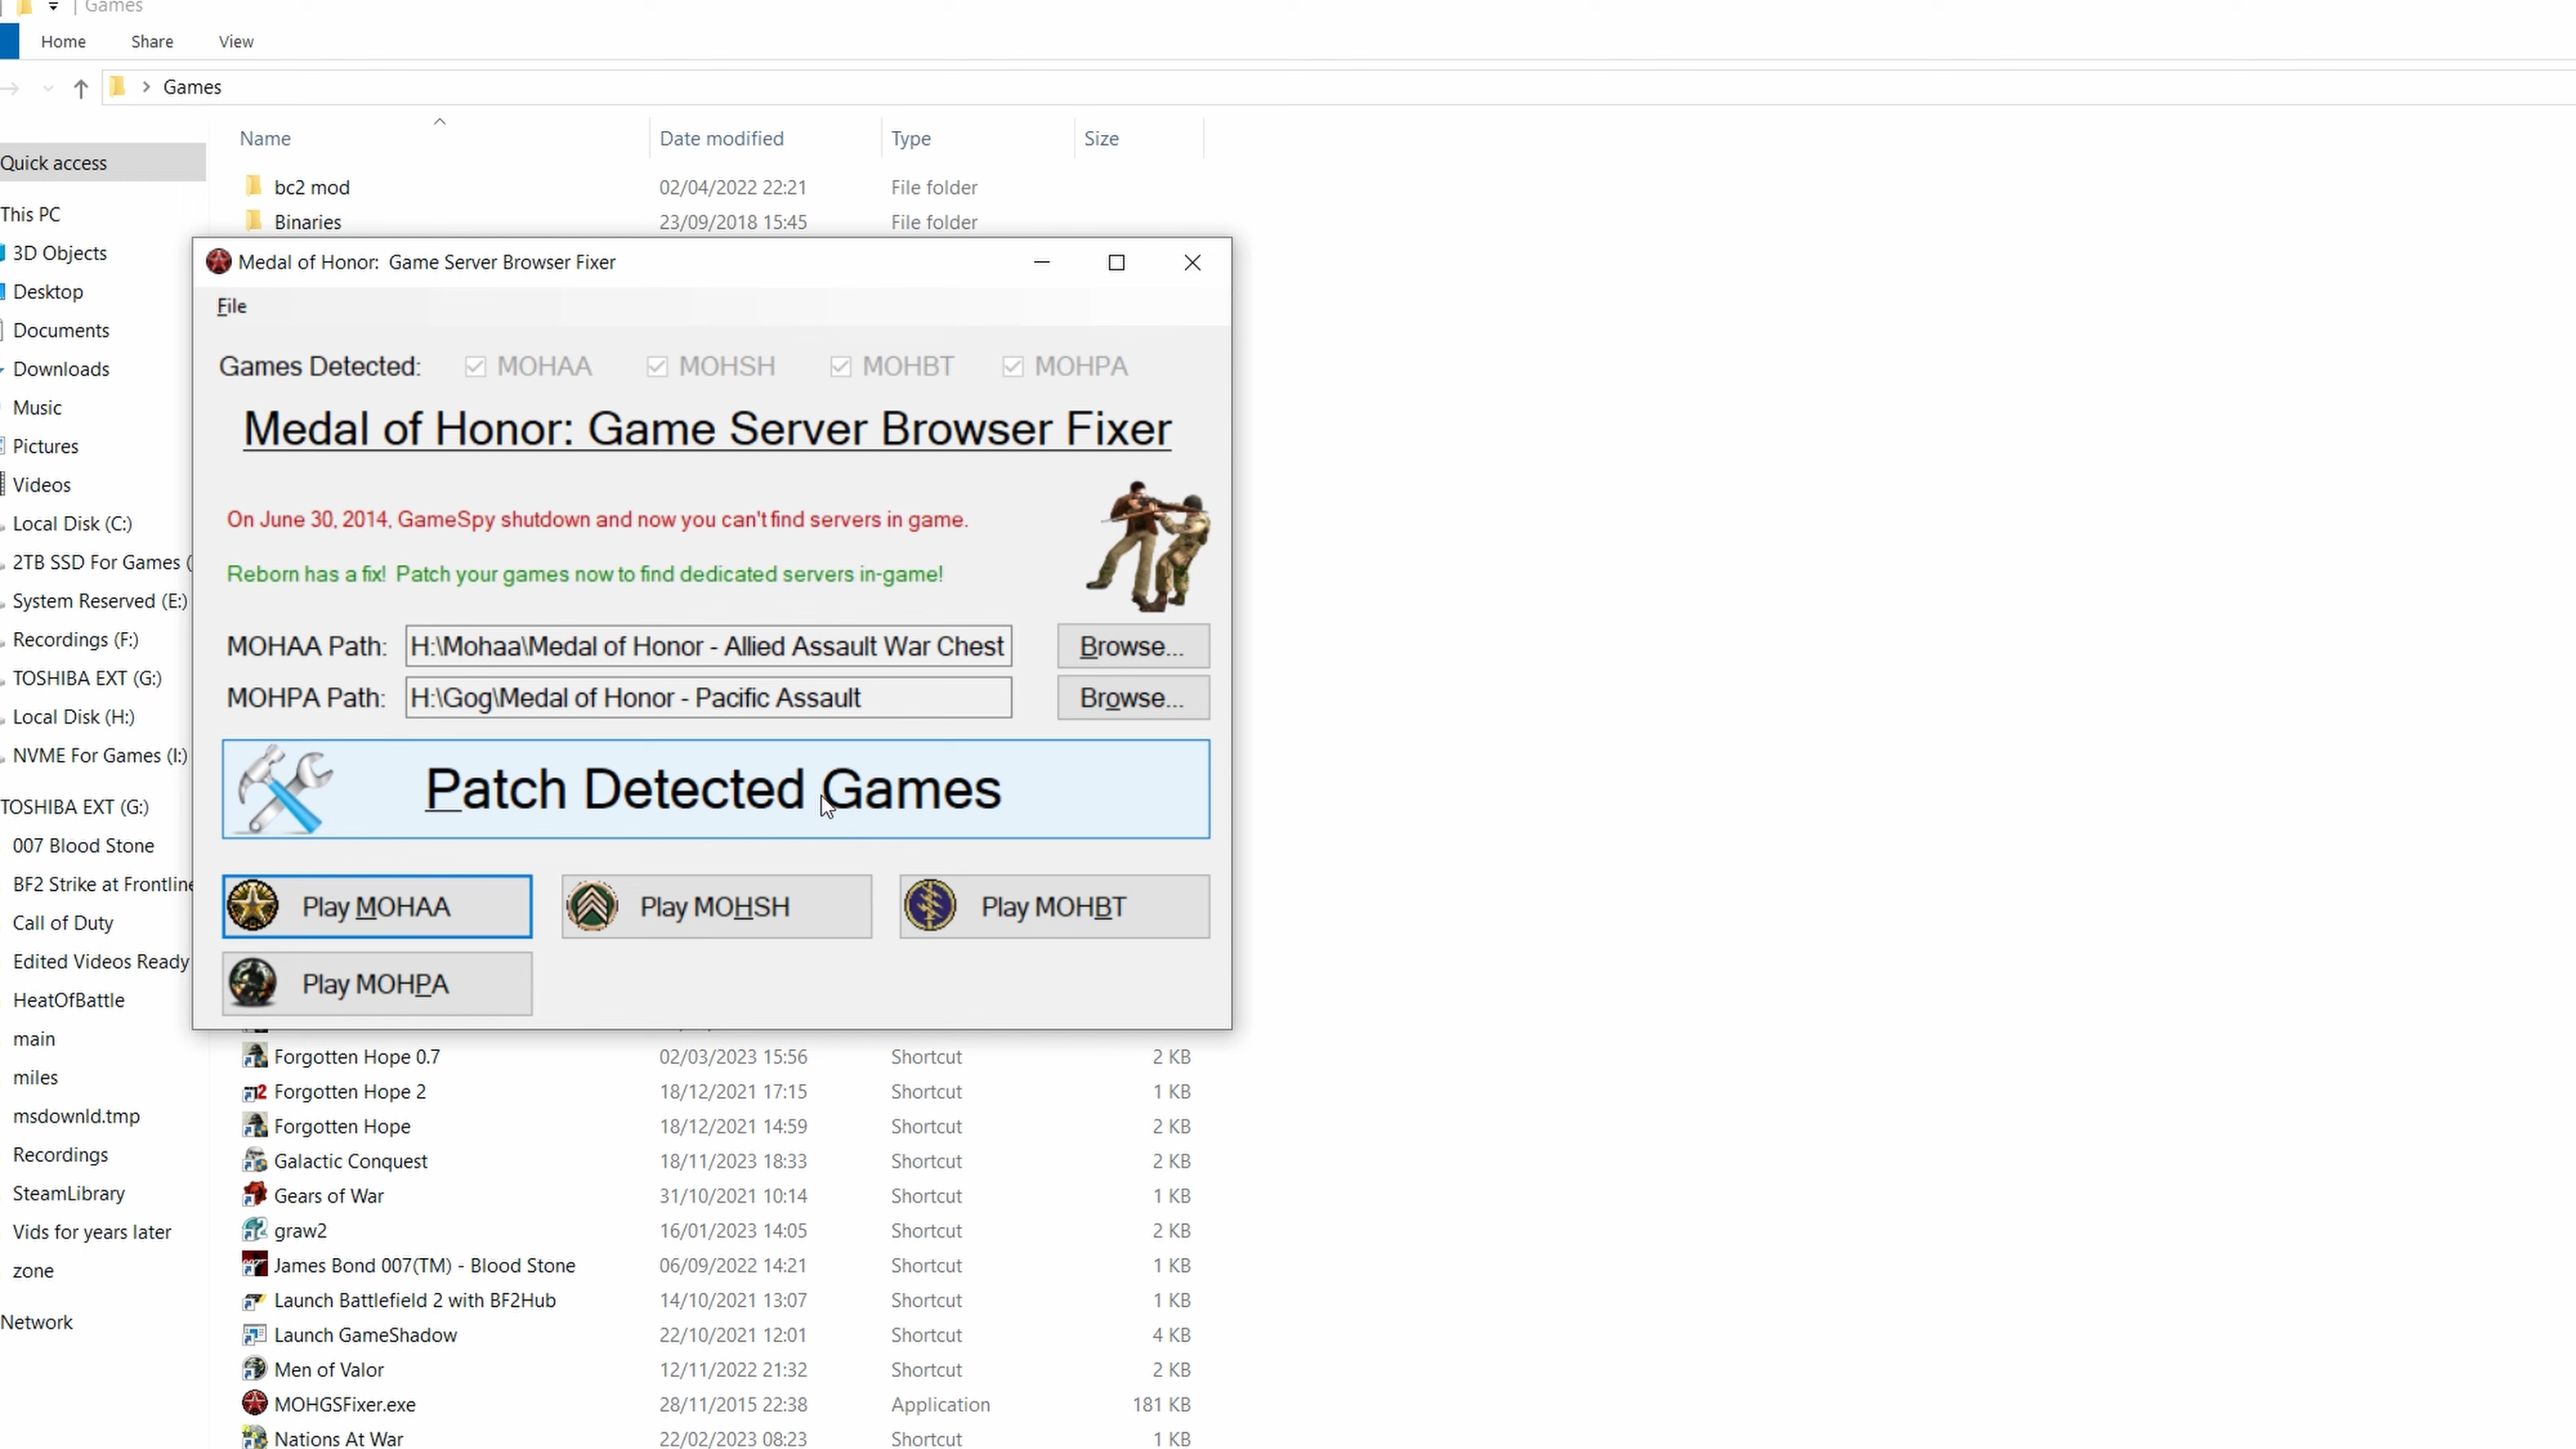 Games
Home Share View
Games
Name Date modified Type Size
Quick access
This PC
3D Objects
Desktop
Documents
Downloads
Music
Pictures
Videos
Local Disk (C:)
2TB SSD For Games (
System Reserved (E:)
Recordings (F:)
TOSHIBA EXT (G:)
Local Disk (H:)
NVME For Games (I:)
TOSHIBA EXT (G:)
007 Blood Stone
BF2 Strike at Frontline
Call of Duty
Edited Videos Ready
HeatOfBattle
main
miles
msdownld.tmp
Recordings
SteamLibrary
Vids for years later
zone
Network
bc2 mod 02/04/2022 22:21 File folder
Binaries 23/09/2018 15:45 File folder
Medal of Honor: Game Server Browser Fixer
File
Games Detected: MOHAA MOHSH MOHBT MOHPA
Medal of Honor: Game Server Browser Fixer
On June 30, 2014, GameSpy shutdown and now you can't find servers in game.
Reborn has a fix! Patch your games now to find dedicated servers in-game!
MOHAA Path: H:\Mohaa\Medal of Honor - Allied Assault War Chest Browse...
MOHPA Path: H:\Gog\Medal of Honor - Pacific Assault Browse...
Patch Detected Games
Play MOHAA Play MOHSH Play MOHBT
Play MOHPA
Forgotten Hope 0.7 02/03/2023 15:56 Shortcut 2 KB
Forgotten Hope 2 18/12/2021 17:15 Shortcut 1 KB
Forgotten Hope 18/12/2021 14:59 Shortcut 2 KB
Galactic Conquest 18/11/2023 18:33 Shortcut 2 KB
Gears of War 31/10/2021 10:14 Shortcut 1 KB
graw2 16/01/2023 14:05 Shortcut 2 KB
James Bond 007(TM) - Blood Stone 06/09/2022 14:21 Shortcut 1 KB
Launch Battlefield 2 with BF2Hub 14/10/2021 13:07 Shortcut 1 KB
Launch GameShadow 22/10/2021 12:01 Shortcut 4 KB
Men of Valor 12/11/2022 21:32 Shortcut 2 KB
MOHGSFixer.exe 28/11/2015 22:38 Application 181 KB
Nations At War 22/02/2023 08:23 Shortcut 1 KB